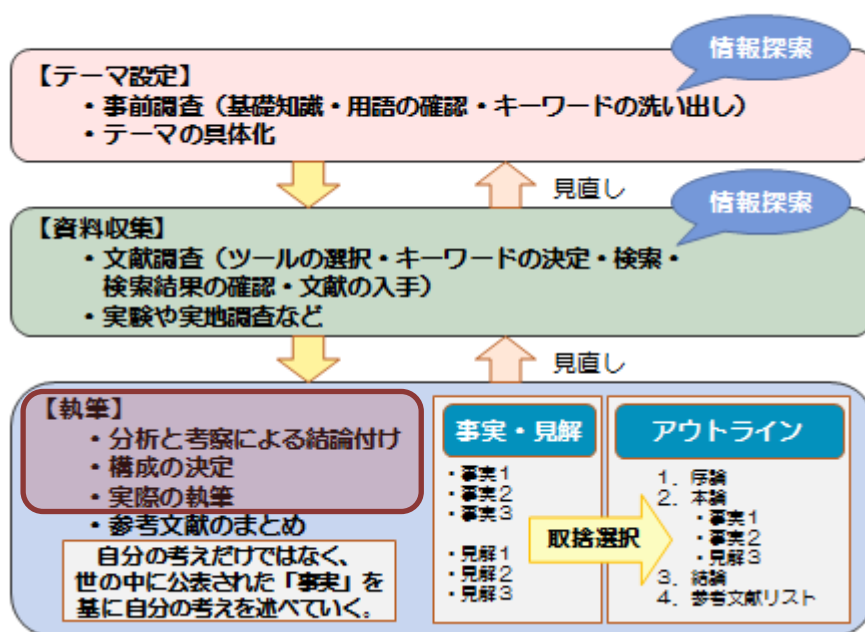 情報探索
【テーマ設定】
・事前調査（基礎知識・用語の確認・キーワードの洗い出し）
・テーマの具体化
見直し
情報探索
【資料収集】
・文献調査（ツールの選択・キーワードの決定・検索・
検索結果の確認・文献の入手）
・実験や実地調査など
見直し
【執筆】
・分析と考察による結論付け
・構成の決定
・実際の執筆
・参考文献のまとめ
自分の考えだけではなく、
世の中に公表された「事実」を
基に自分の考えを述べていく。
事実・見解
・事実1
・事実2
・事実3
・見解1
・見解2
・見解3
取捨選択
アウトライン
1．序論
2．本論
・事実1
・事実2
・見解3
3．結論
4．参考文献リスト